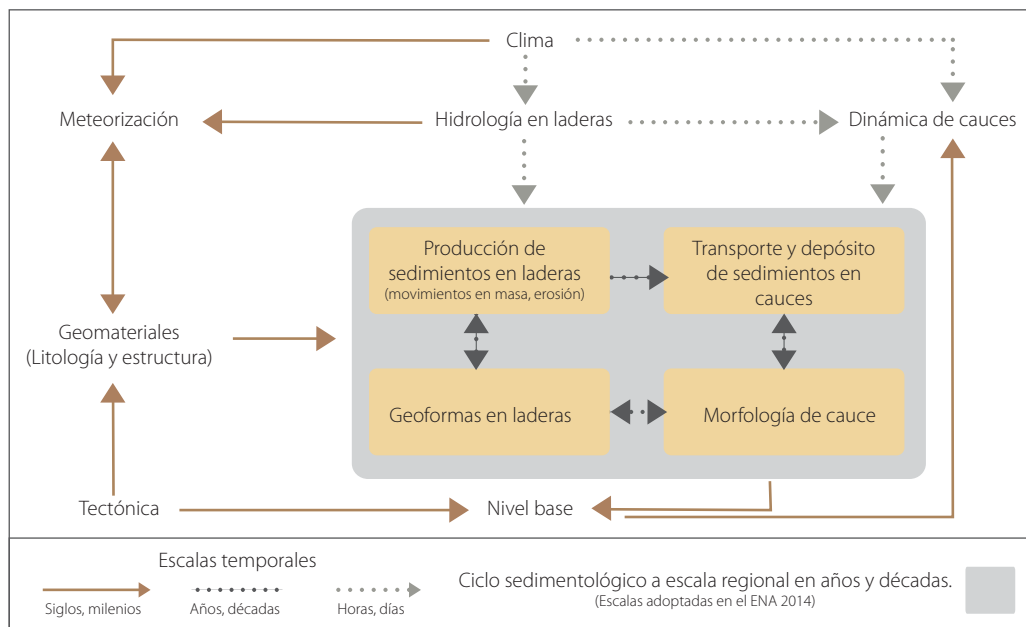 Clima
Meteorización
Hidrología en laderas
Dinámica de cauces
Producción de
sedimientos en laderas
(movimientos en masa, erosión)
Transporte y depósito
de sedimientos en
cauces
Geomateriales
(Litología y estructura)
Geoformas en laderas
Morfología de cauce
Tectónica
Nivel base
Escalas temporales
Siglos, milenios
Años, décadas
Horas, días
Ciclo sedimentológico a escala regional en años y décadas.
(Escalas adoptadas en el ENA 2014)